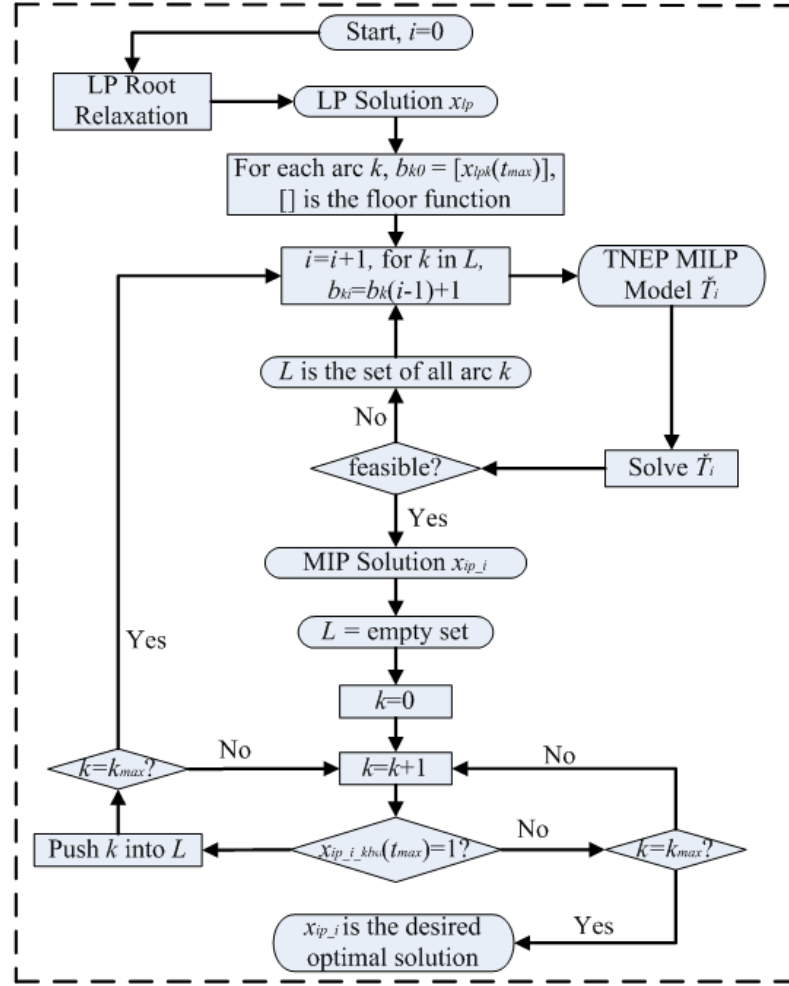 Start, i=0
LP Root
Relaxation
LP Solution xlp
For each arc k, bk0 = [xlpk(tmax)],
[] is the floor function
i=i+1, for k in L,
bki=bk(i-1)+1
TNEP MILP
Model Ťi
L is the set of all arc k
No
feasible?
Solve Ťi
Yes
MIP Solution xip_i
L = empty set
Yes
k=0
k=kmax?
No
k=k+1
No
Push k into L
xip_i_kbki(tmax)=1?
No
k=kmax?
xip_i is the desired
optimal solution
Yes